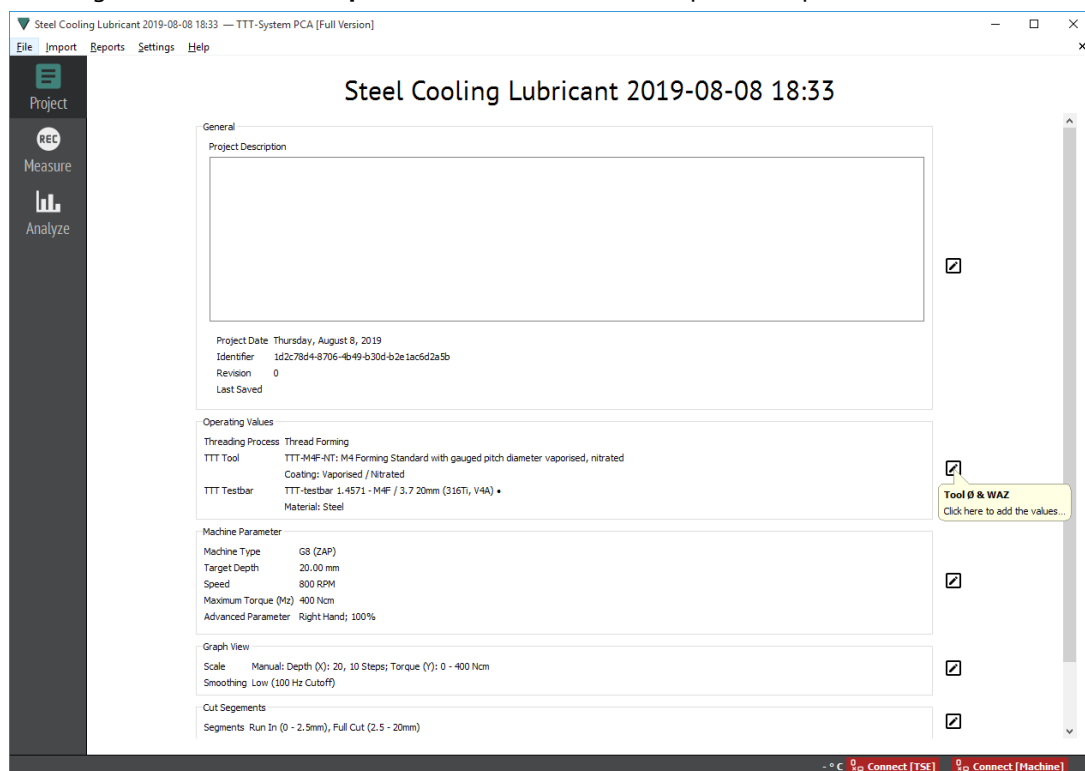 Steel Cooling Lubricant 2019-08-08 18:33 — TTT-System PCA [Full Version]
File Import Reports Settings Help
Project
Measure
Analyze
REC
Steel Cooling Lubricant 2019-08-08 18:33
General
Project Description
Project Date Thursday, August 8, 2019
Identifier 1d2c78d4-8706-4b49-b30d-b2e1ac6d2a5b
Revision 0
Last Saved
Operating Values
Threading Process Thread Forming
TTT Tool TTT-M4F-NT: M4 Forming Standard with gauged pitch diameter vaporised, nitrated
Coating: Vaporised / Nitrated
TTT Testbar TTT-testbar 1.4571 - M4F / 3.7 20mm (316Ti, V4A) •
Material: Steel
Tool Ø & WAZ
Click here to add the values...
Machine Parameter
Machine Type G8 (ZAP)
Target Depth 20.00 mm
Speed 800 RPM
Maximum Torque (Mz) 400 Ncm
Advanced Parameter Right Hand; 100%
Graph View
Scale Manual: Depth (X): 20, 10 Steps; Torque (Y): 0 - 400 Ncm
Smoothing Low (100 Hz Cutoff)
Cut Segements
Segments Run In (0 - 2.5mm), Full Cut (2.5 - 20mm)
- ° C Connect [TSE] Connect [Machine]